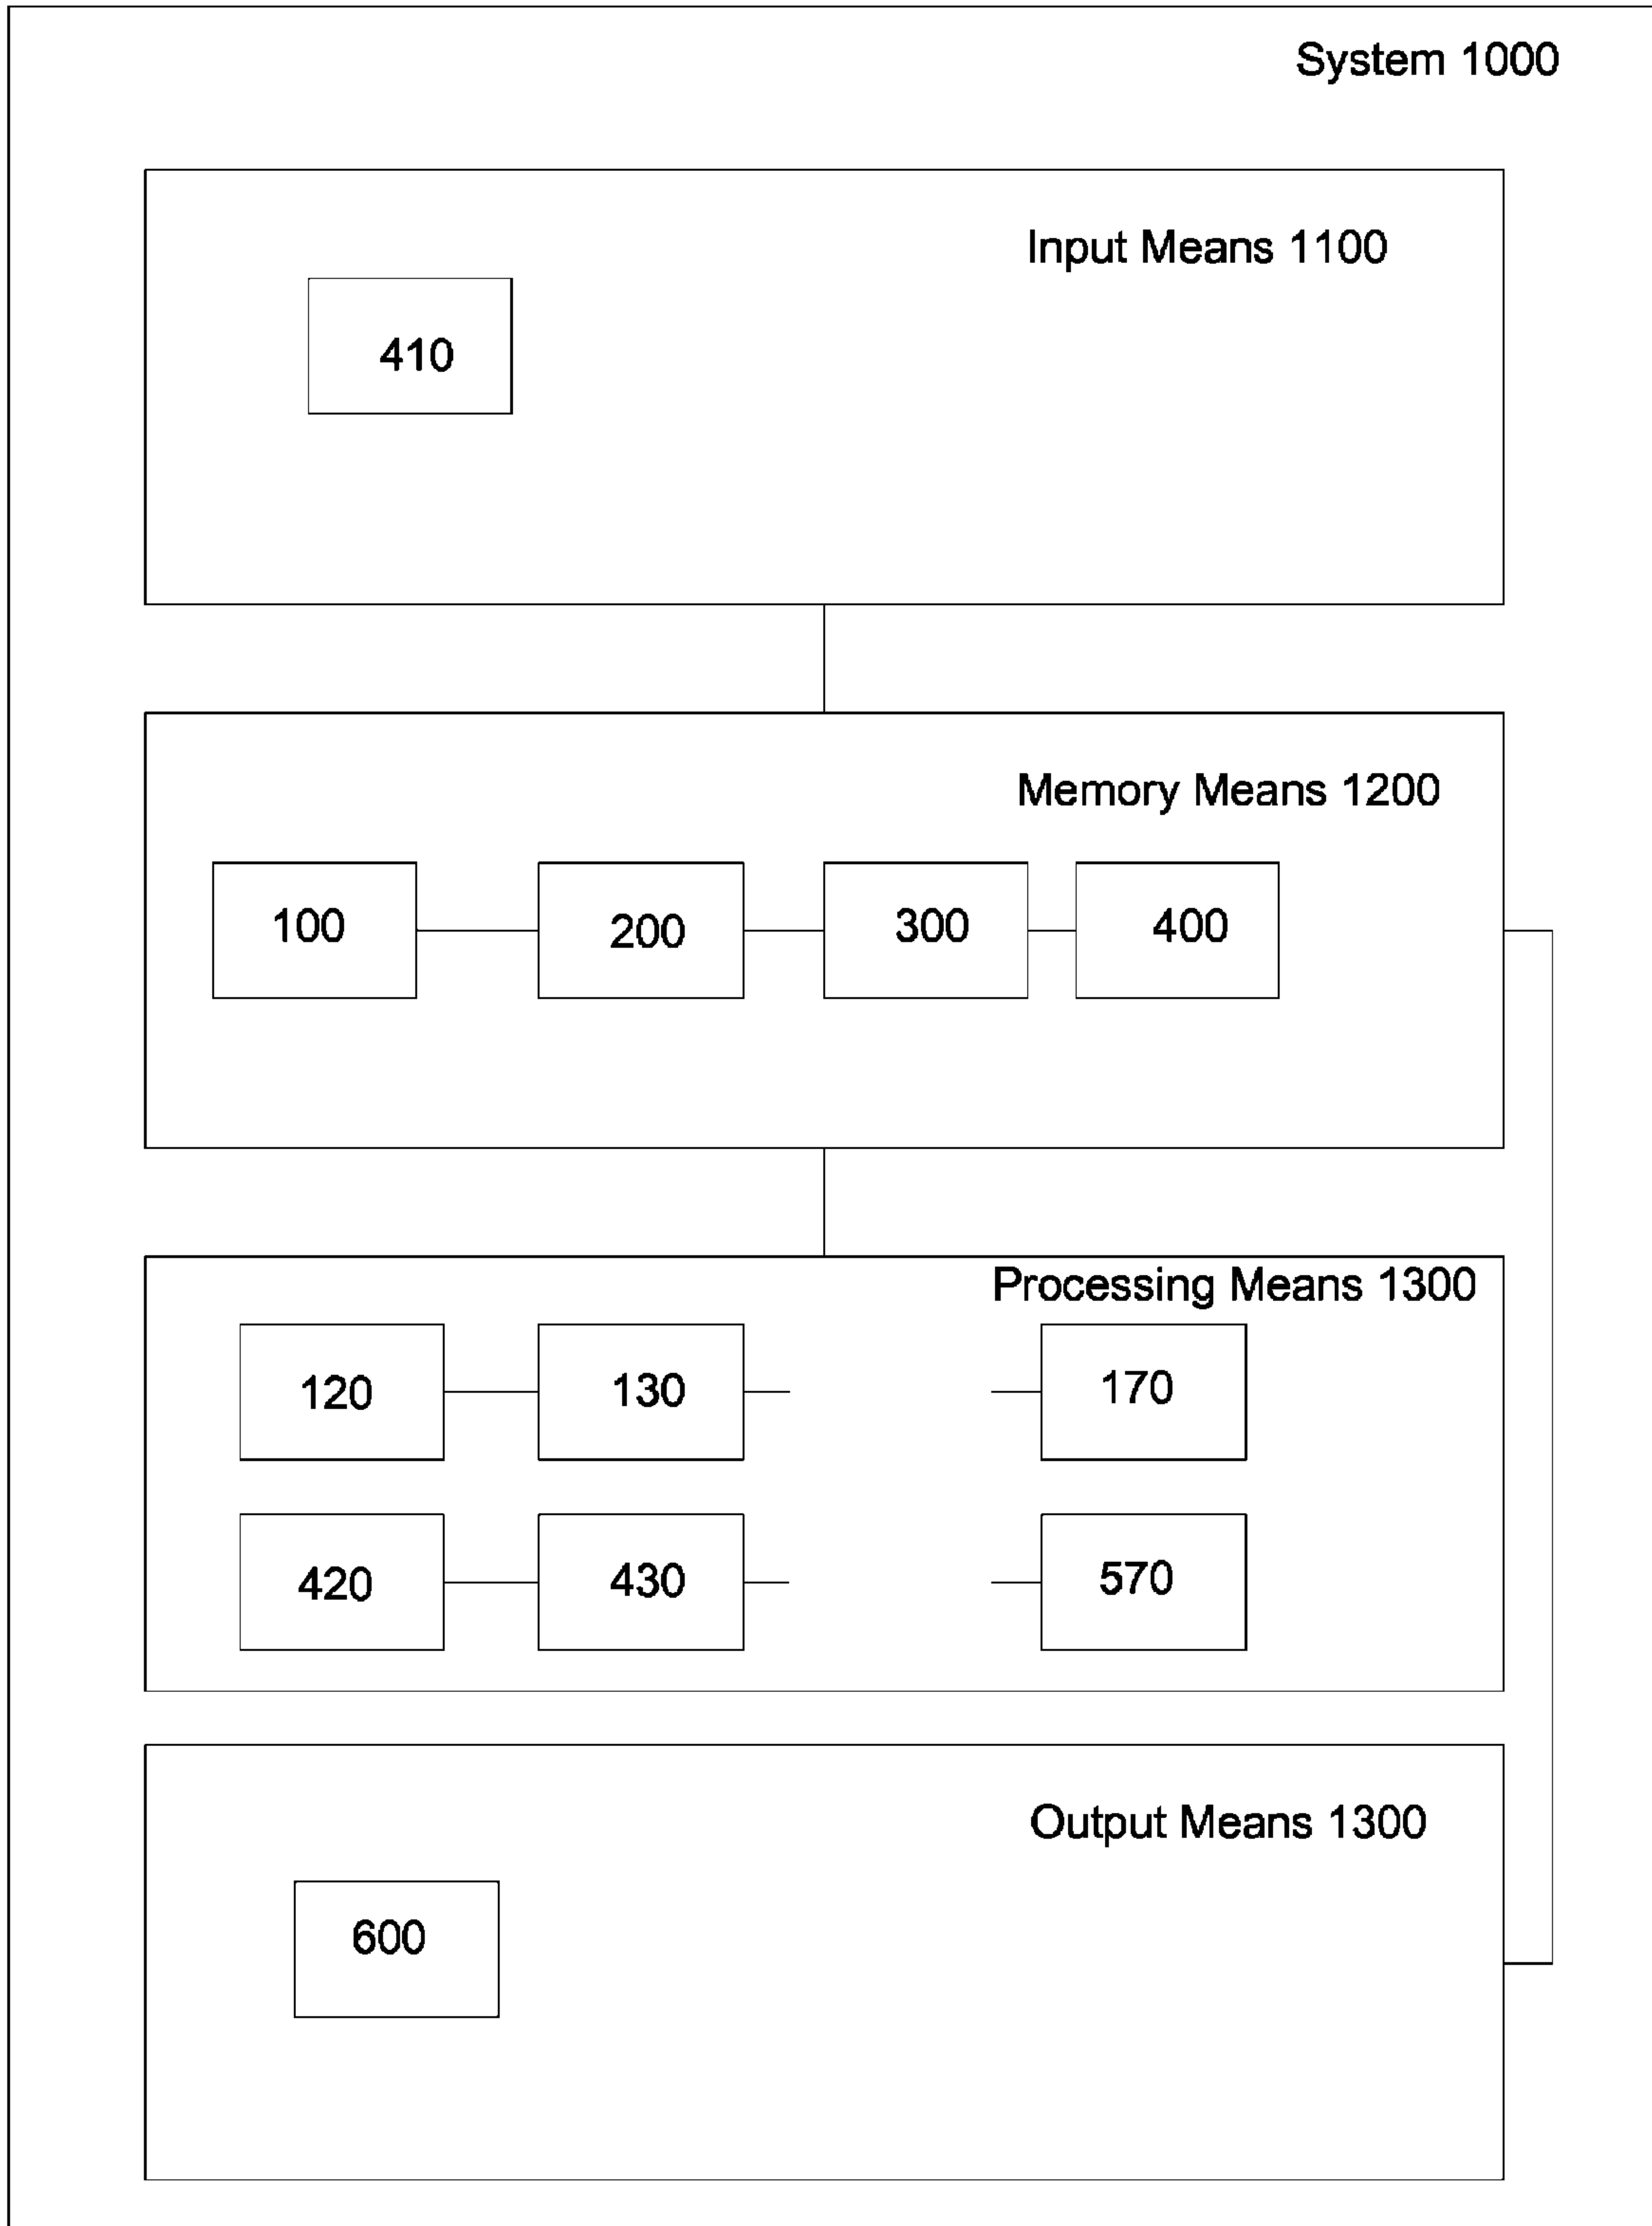 System 1000
Input Means 1100
410
Memory Means 1200
100 200 300 400
Processing Means 1300
120 130 170
420 430 570
Output Means 1300
600